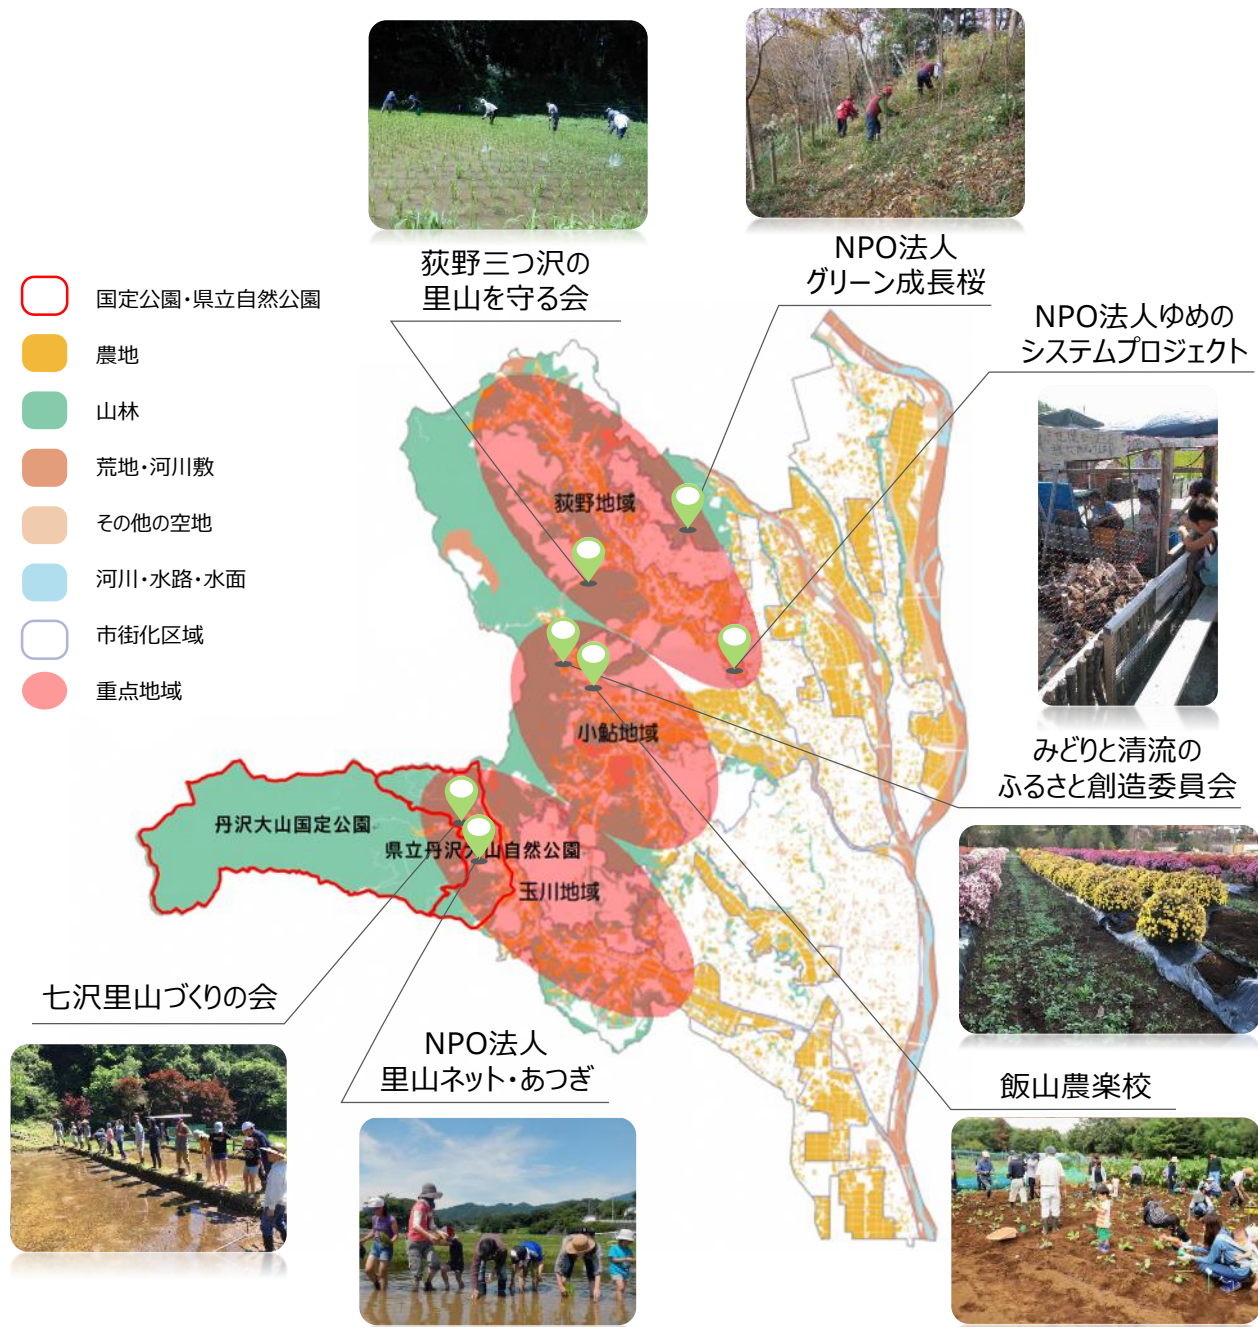 荻野三つ沢の
里山を守る会
NPO法人
グリーン成長桜
NPO法人ゆめの
システムプロジェクト
国定公園・県立自然公園
農地
山林
荒地・河川敷
その他の空地
河川・水路・水面
市街化区域
重点地域
荻野地域
小鮎地域
丹沢大山国定公園
県立丹沢大山自然公園
玉川地域
みどりと清流の
ふるさと創造委員会
七沢里山づくりの会
NPO法人
里山ネット・あつぎ
飯山農楽校